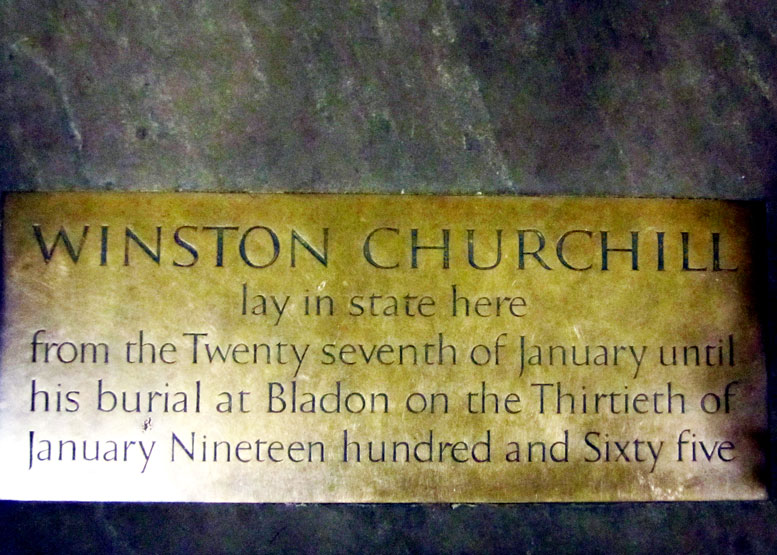 WINSTON CHURCHILL
lay in state here
from the Twenty seventh of January until
his burial at Bladon on the Thirtieth of
January Nineteen hundred and Sixty five